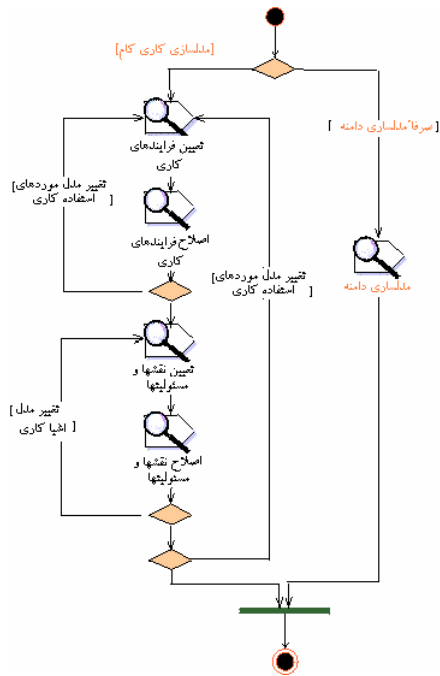 [مدلسازی کاری کام]
[صرفا ًمدلسازی دامنه]
تعیین فرایندهای
کاری
[تغییر مدل موردهای
استفاده کاری]
اصلاح فرایندهای
کاری
[تغییر مدل موردهای
استفاده کاری]
مدلسازی دامنه
تعیین نقشها و
مسئولیتها
[تغییر مدل
اشیا کاری]
اصلاح نقشها و
مسئولیتها